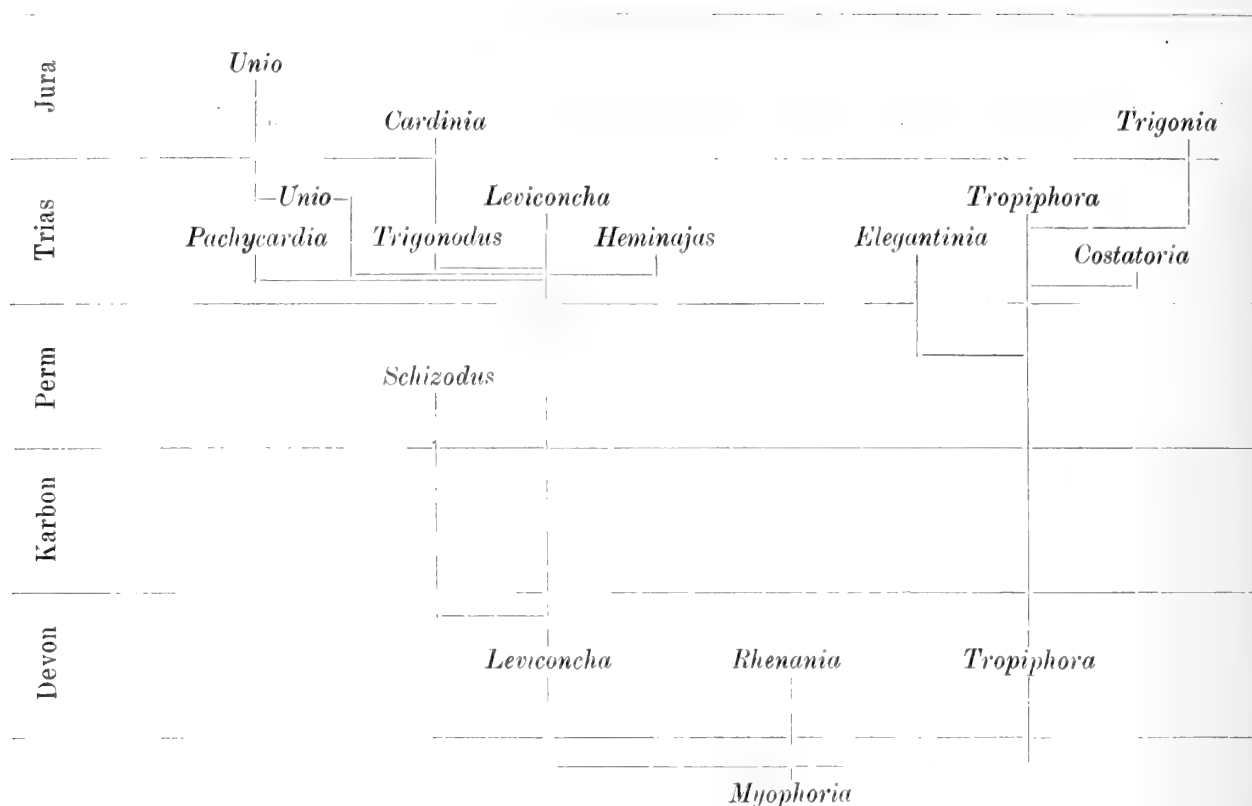 Jura
Unio
Cardinia
Trigonia
Trias
Unio
Leviconcha
Tropiphora
Pachycardia
Trigonodus
Heminajas
Elegantinia
Costatoria
Perm
Schizodus
Karbon
Devon
Leviconcha
Rhenania
Tropiphora
Myophoria